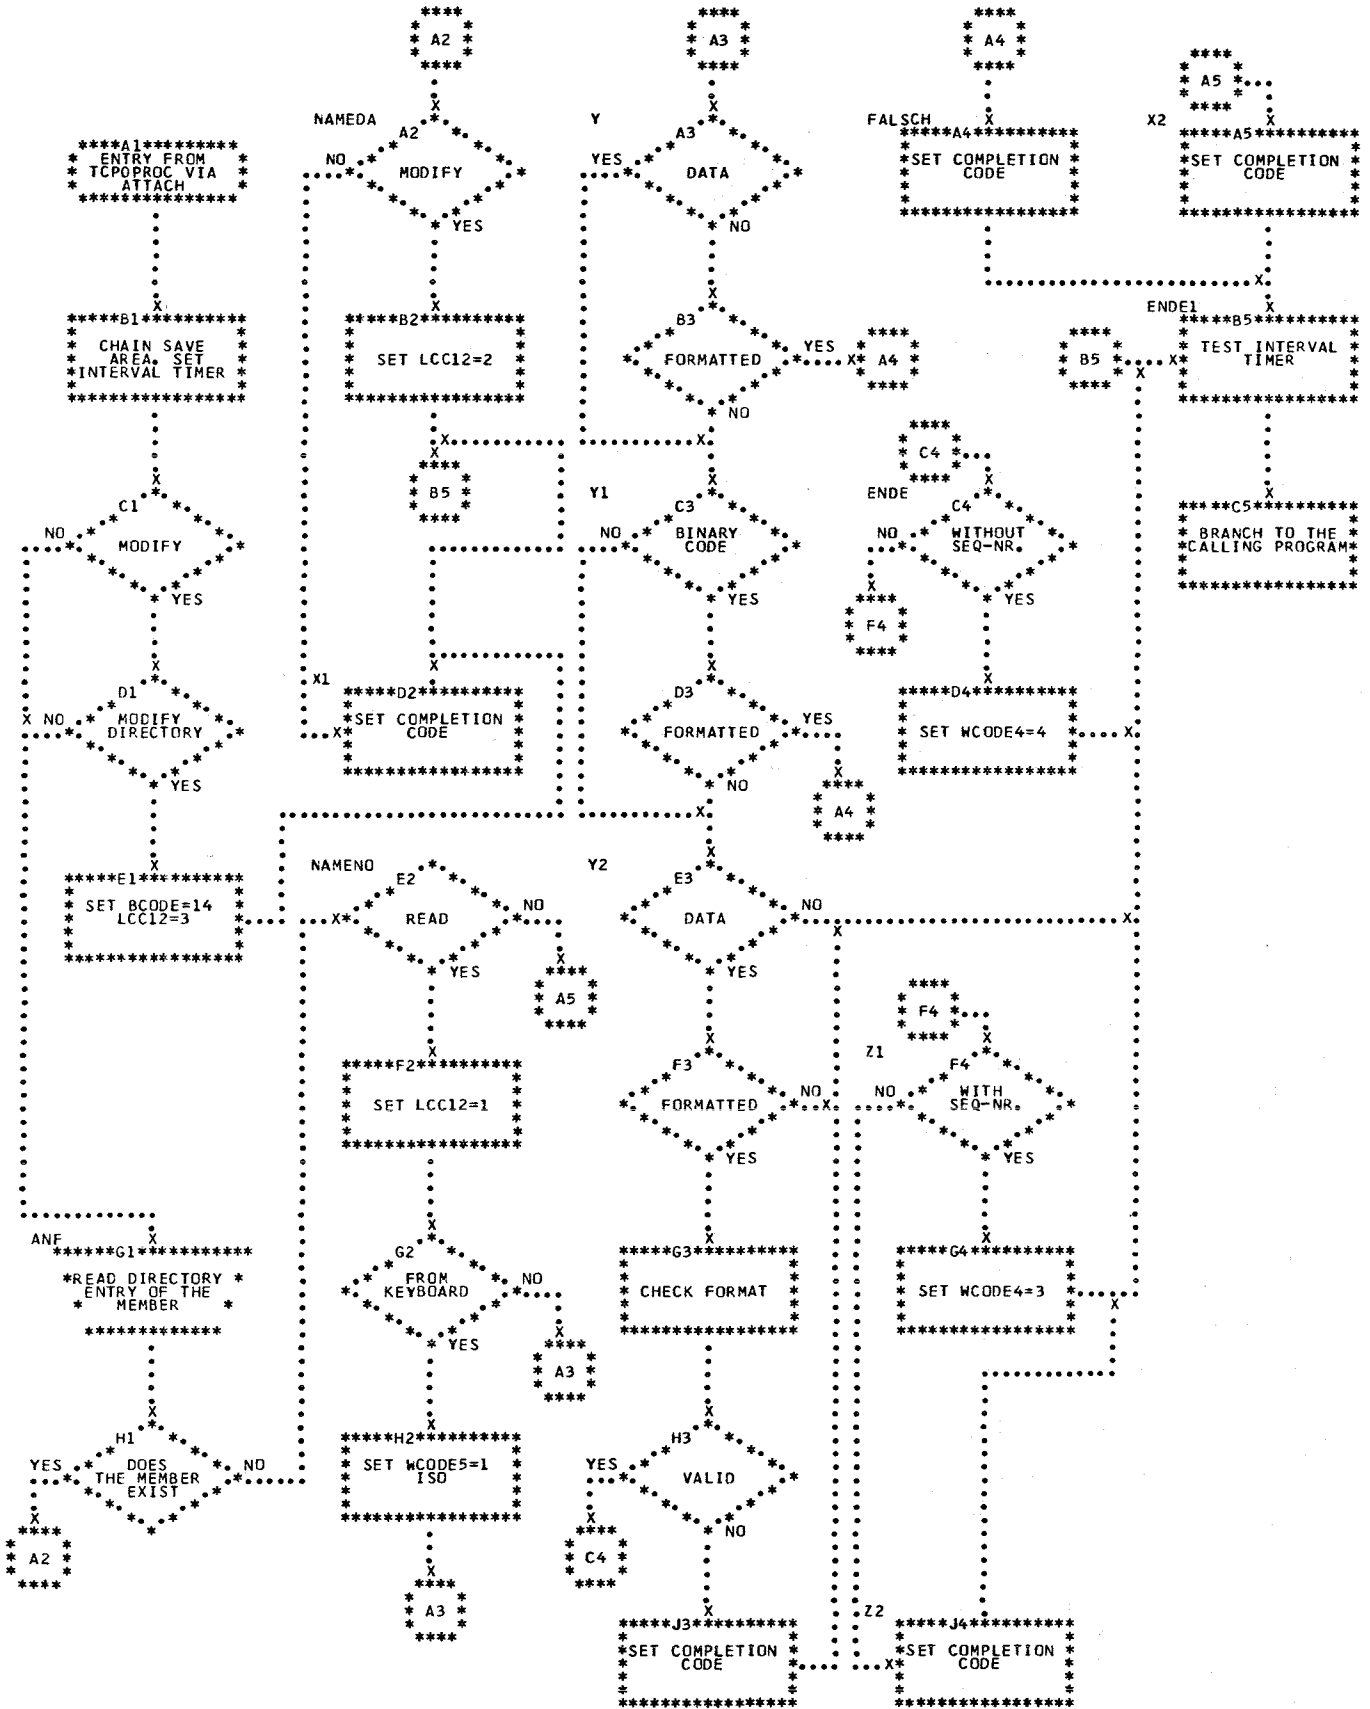 A2
A3
A4
A5
NAMEDA
A2
MODIFY
NO
YES
Y
A3
DATA
YES
NO
FALSCH
A4
SET COMPLETION
CODE
X2
A5
SET COMPLETION
CODE
A1
ENTRY FROM
TCPOPROC VIA
ATTACH
B1
CHAIN SAVE
AREA. SET
INTERVAL TIMER
B2
SET LCC12=2
B3
FORMATTED
YES
A4
NO
ENDE1
B5
B5
TEST INTERVAL
TIMER
B5
C4
C1
MODIFY
NO
YES
Y1
C3
BINARY
CODE
NO
YES
ENDE
C4
WITHOUT
SEQ-NR.
NO
YES
F4
C5
BRANCH TO THE
CALLING PROGRAM
D1
MODIFY
DIRECTORY
NO
YES
X1
D2
SET COMPLETION
CODE
D3
FORMATTED
YES
NO
A4
D4
SET WCODE4=4
E1
SET BCODE=14
LCC12=3
NAMENO
E2
READ
NO
YES
A5
Y2
E3
DATA
NO
YES
F4
F2
SET LCC12=1
F3
FORMATTED
NO
YES
Z1
F4
WITH
SEQ-NR.
NO
YES
ANF
G1
READ DIRECTORY
ENTRY OF THE
MEMBER
G2
FROM
KEYBOARD
NO
YES
A3
G3
CHECK FORMAT
G4
SET WCODE4=3
H1
DOES
THE MEMBER
EXIST
YES
NO
A2
H2
SET WCODE5=1
ISO
A3
H3
VALID
YES
NO
C4
J3
SET COMPLETION
CODE
Z2
J4
SET COMPLETION
CODE